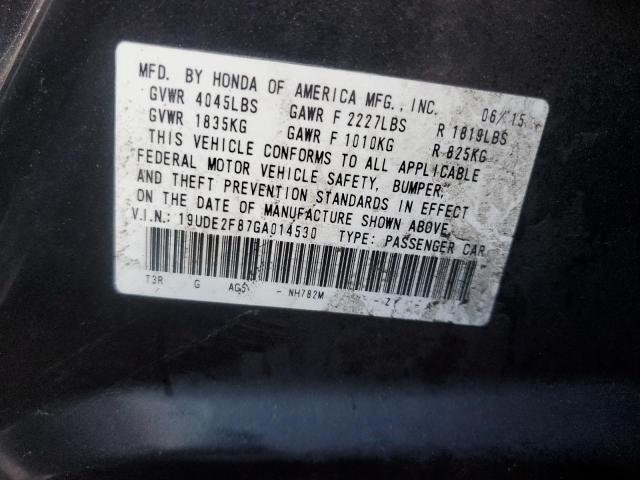 MFD. BY HONDA OF AMERICA MFG., INC. 06/15
GVWR 4045LBS GAWR F 2227LBS R 1819LBS
GVWR 1835KG GAWR F 1010KG R 825KG
THIS VEHICLE CONFORMS TO ALL APPLICABLE
FEDERAL MOTOR VEHICLE SAFETY, BUMPER,
AND THEFT PREVENTION STANDARDS IN EFFECT
ON THE DATE OF MANUFACTURE SHOWN ABOVE.
V.I.N.: 19UDE2F87GA014530 TYPE: PASSENGER CAR
T3R G AG5 - NH782M - Z